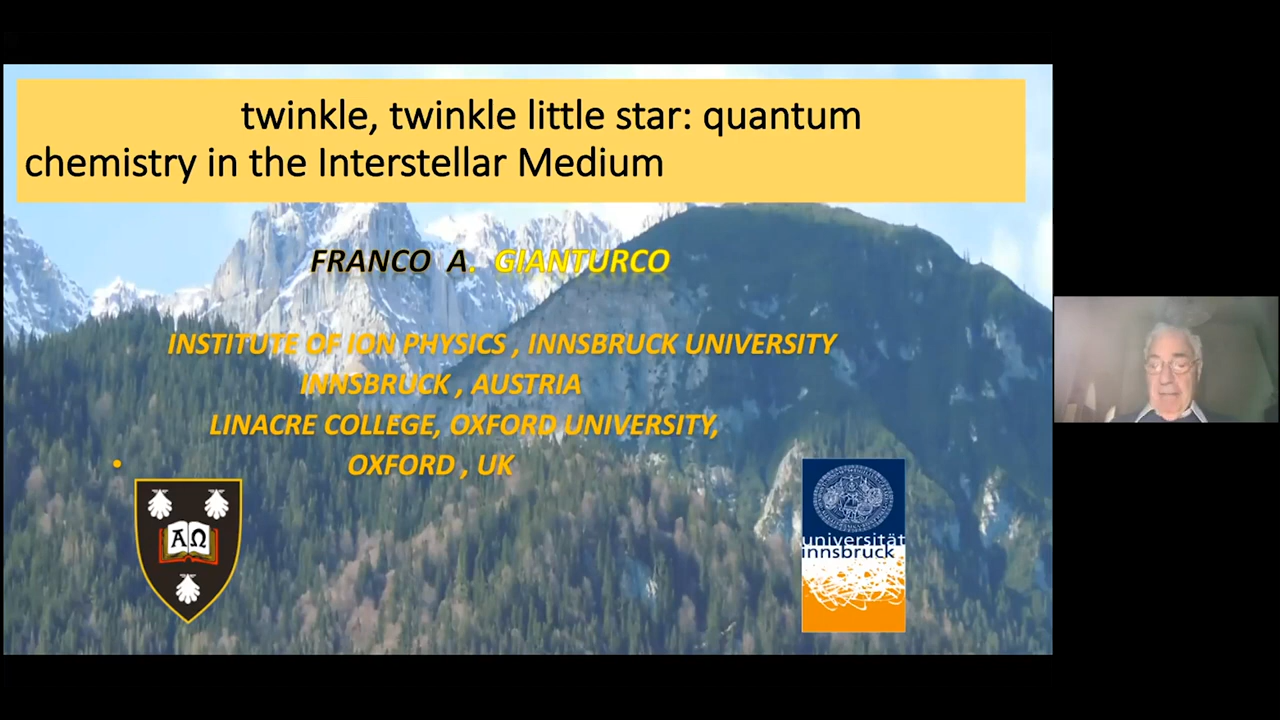 twinkle, twinkle little star: quantum
chemistry in the Interstellar Medium
FRANCO A. GIANTURCO
INSTITUTE OF ION PHYSICS , INNSBRUCK UNIVERSITY
INNSBRUCK , AUSTRIA
LINACRE COLLEGE, OXFORD UNIVERSITY,
• OXFORD , UK
A Ω
universität
innsbruck